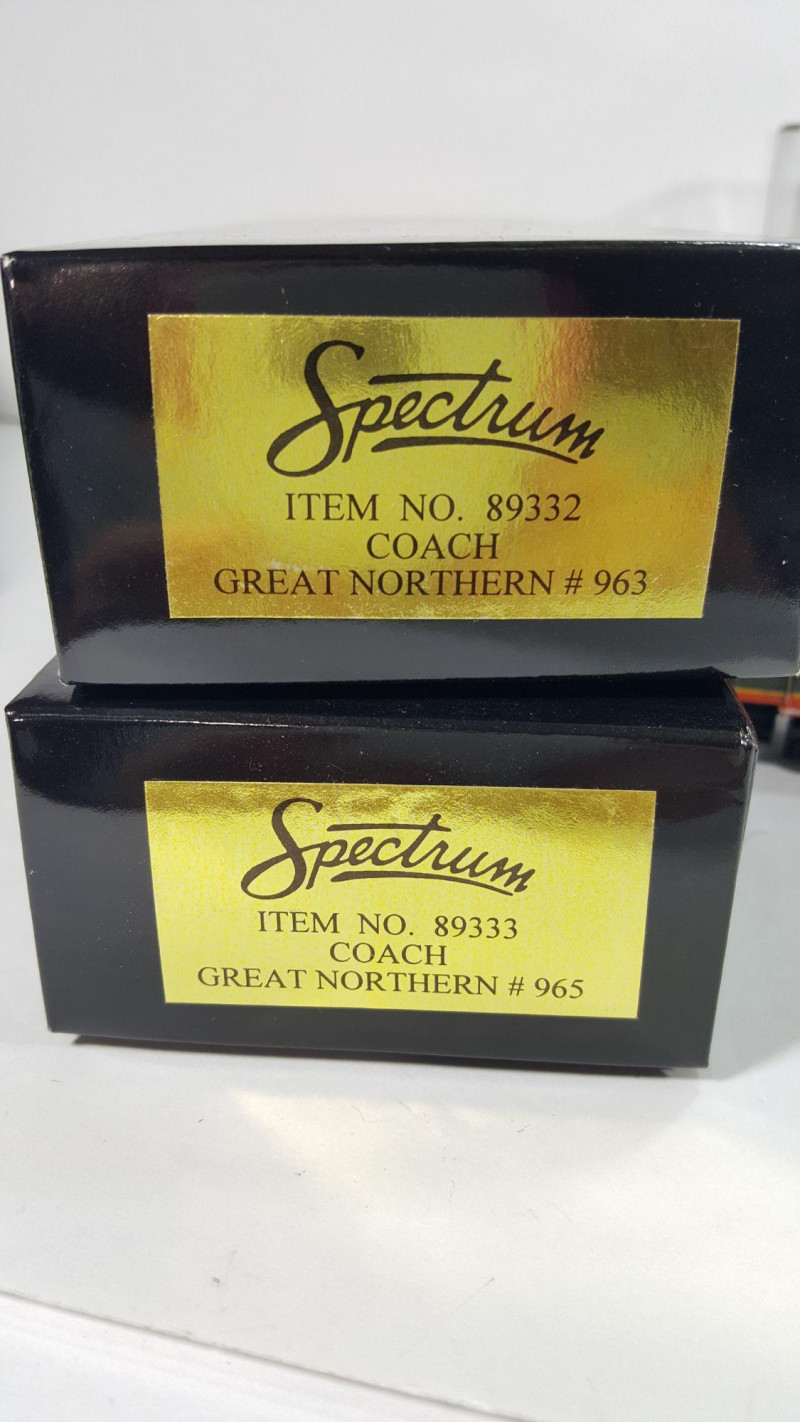 Spectrum
ITEM NO. 89332
COACH
GREAT NORTHERN # 963
Spectrum
ITEM NO. 89333
COACH
GREAT NORTHERN # 965